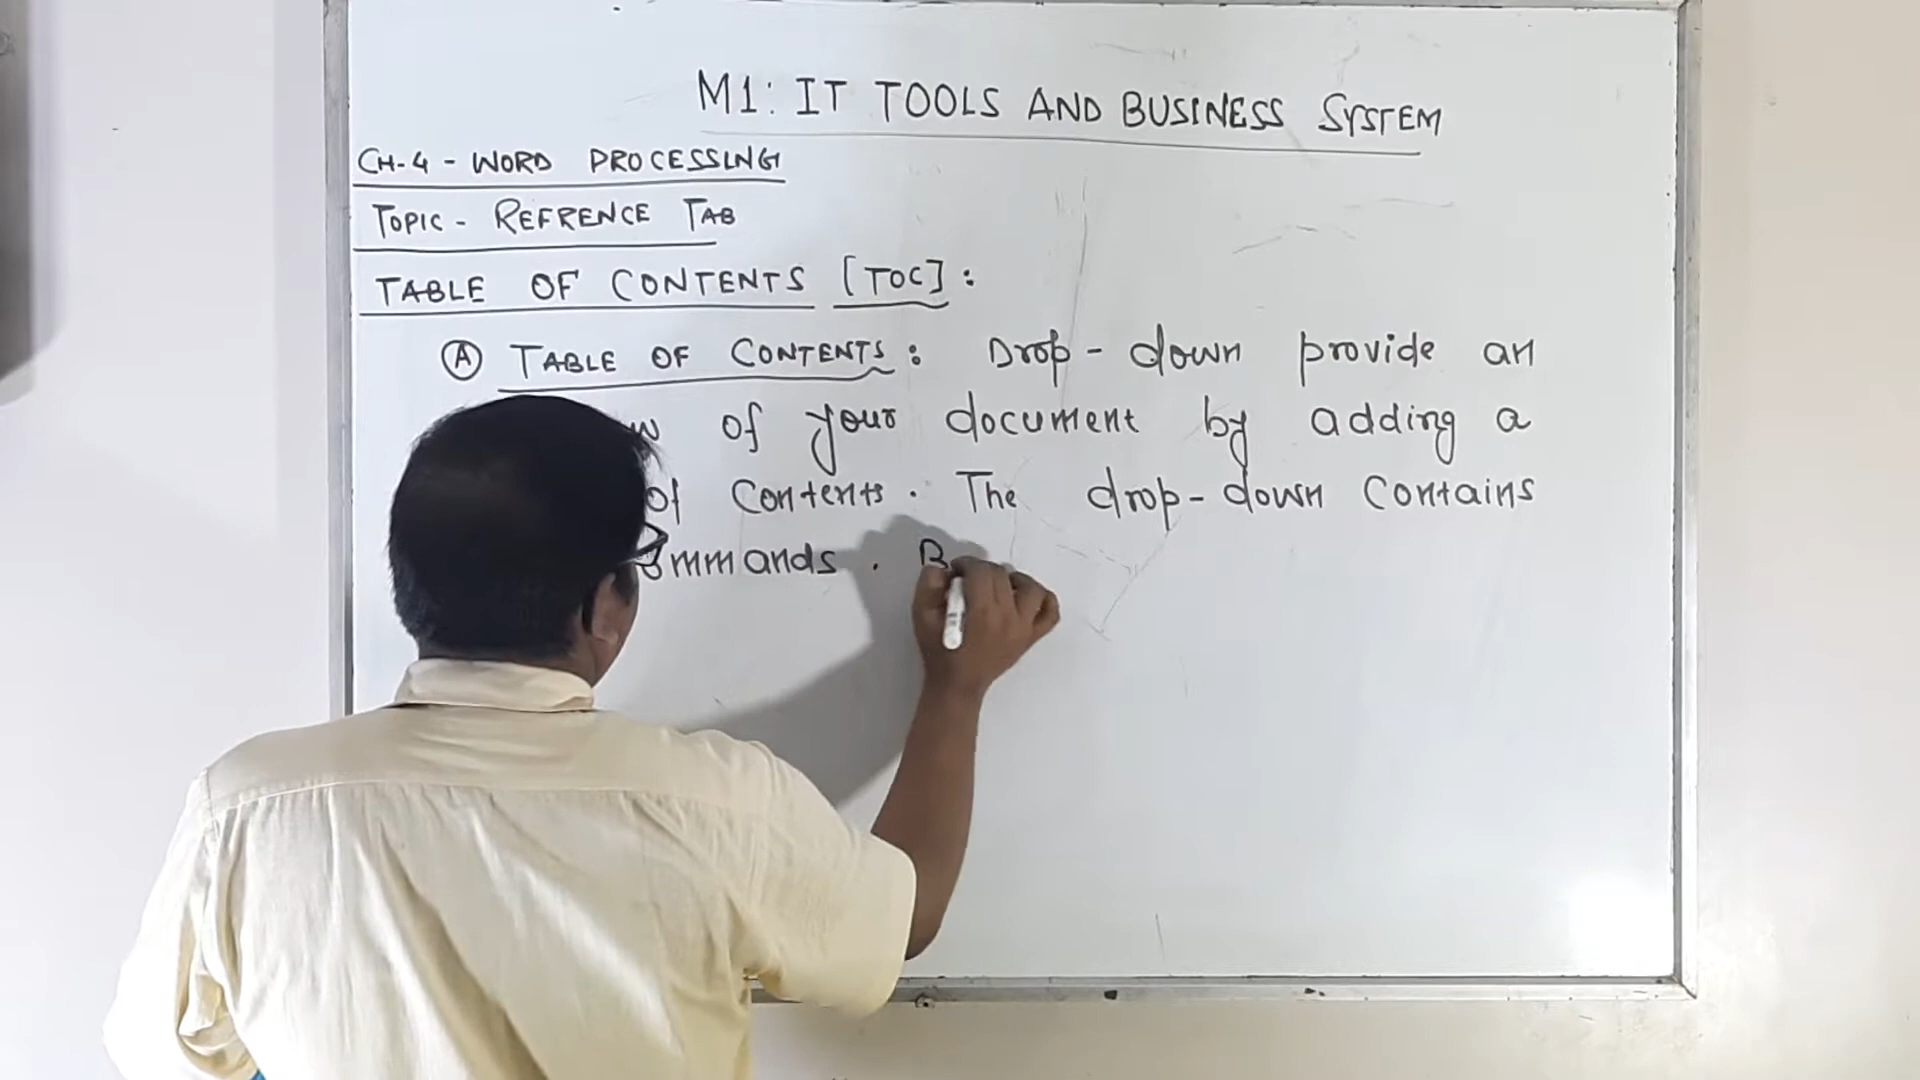 M1: IT TOOLS AND BUSINESS SYSTEM
CH-4 - WORD PROCESSING
TOPIC - REFRENCE TAB
TABLE OF CONTENTS [TOC] :
(A) TABLE OF CONTENTS : Drop-down provide an
of your document by adding a
of Contents. The drop-down Contains
mmands. B